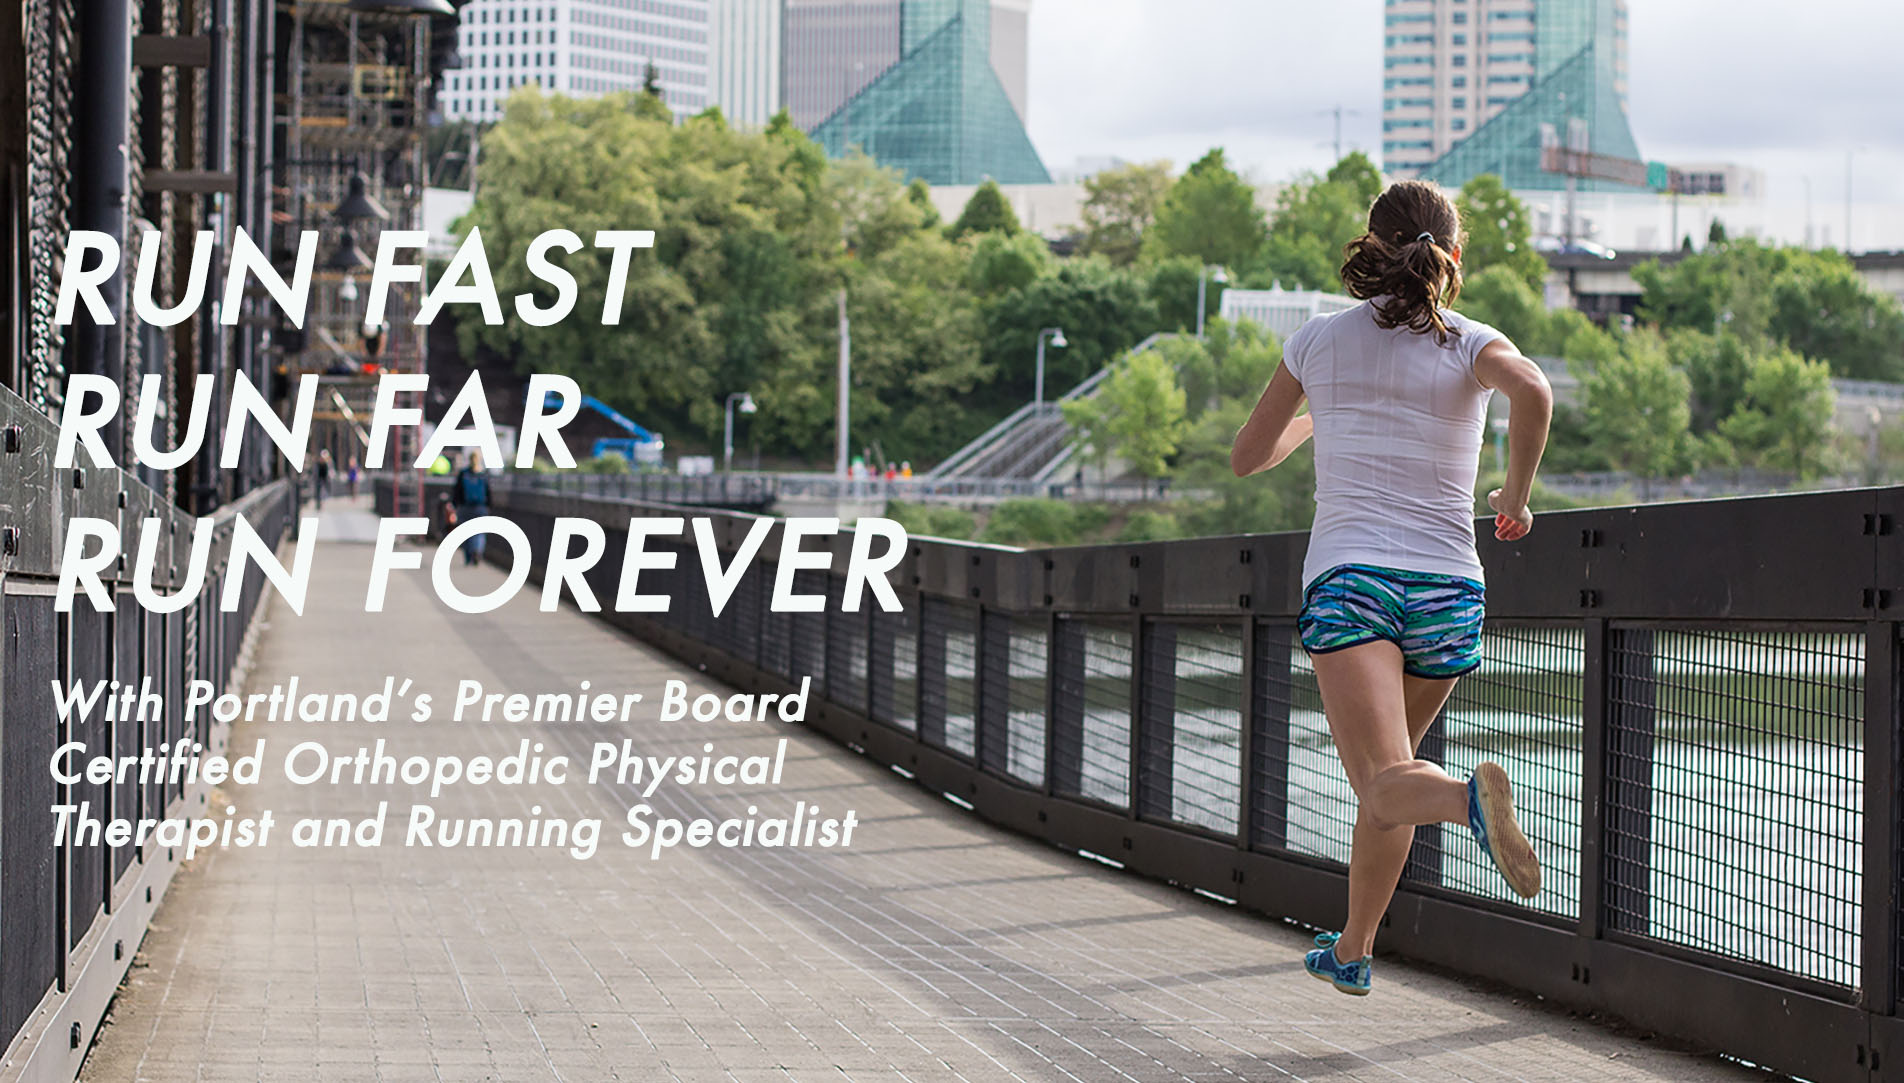 RUN FAST
RUN FAR
RUN FOREVER
With Portland’s Premier Board
Certified Orthopedic Physical
Therapist and Running Specialist